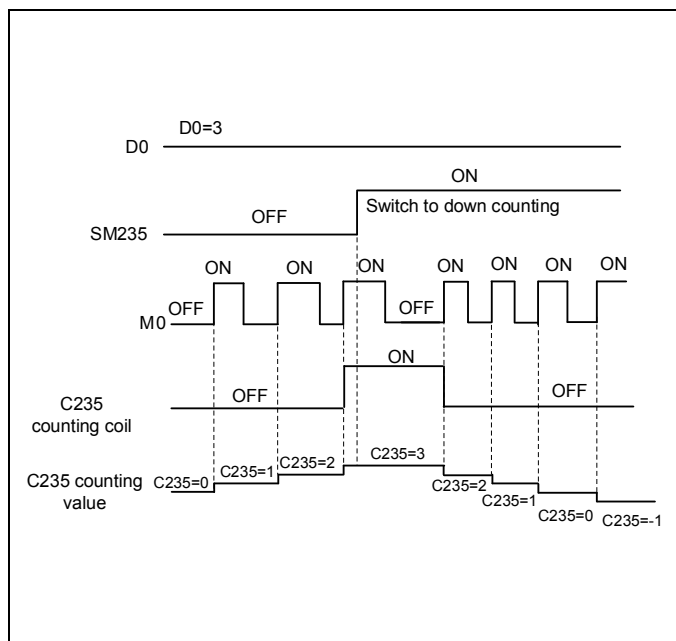 D0=3
D0
ON
Switch to down counting
OFF
SM235
ON
ON
ON
ON
ON
ON
ON
OFF
OFF
M0
ON
OFF
OFF
C235
counting coil
C235=3
C235=2
C235=1
C235=0
C235 counting
value
C235=2
C235=1
C235=0
C235=-1